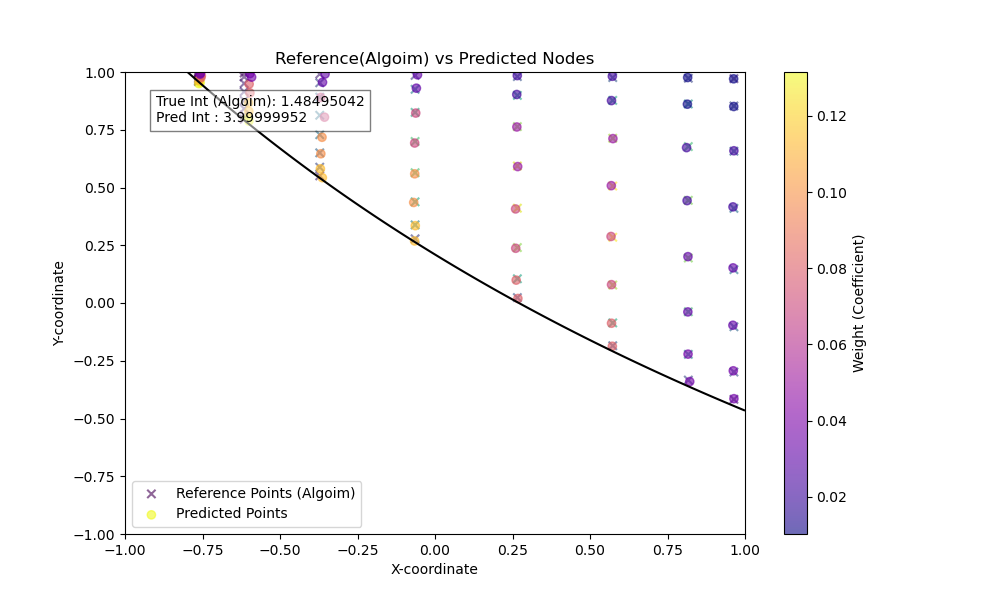 Reference(Algoim) vs Predicted Nodes
True Int (Algoim): 1.48495042
Pred Int : 3.99999952
Y-coordinate
1.00
0.75
0.50
0.25
0.00
−0.25
−0.50
−0.75
−1.00
Reference Points (Algoim)
Predicted Points
−1.00 −0.75 −0.50 −0.25 0.00 0.25 0.50 0.75 1.00
X-coordinate
0.12
0.10
0.08
0.06
0.04
0.02
Weight (Coefficient)